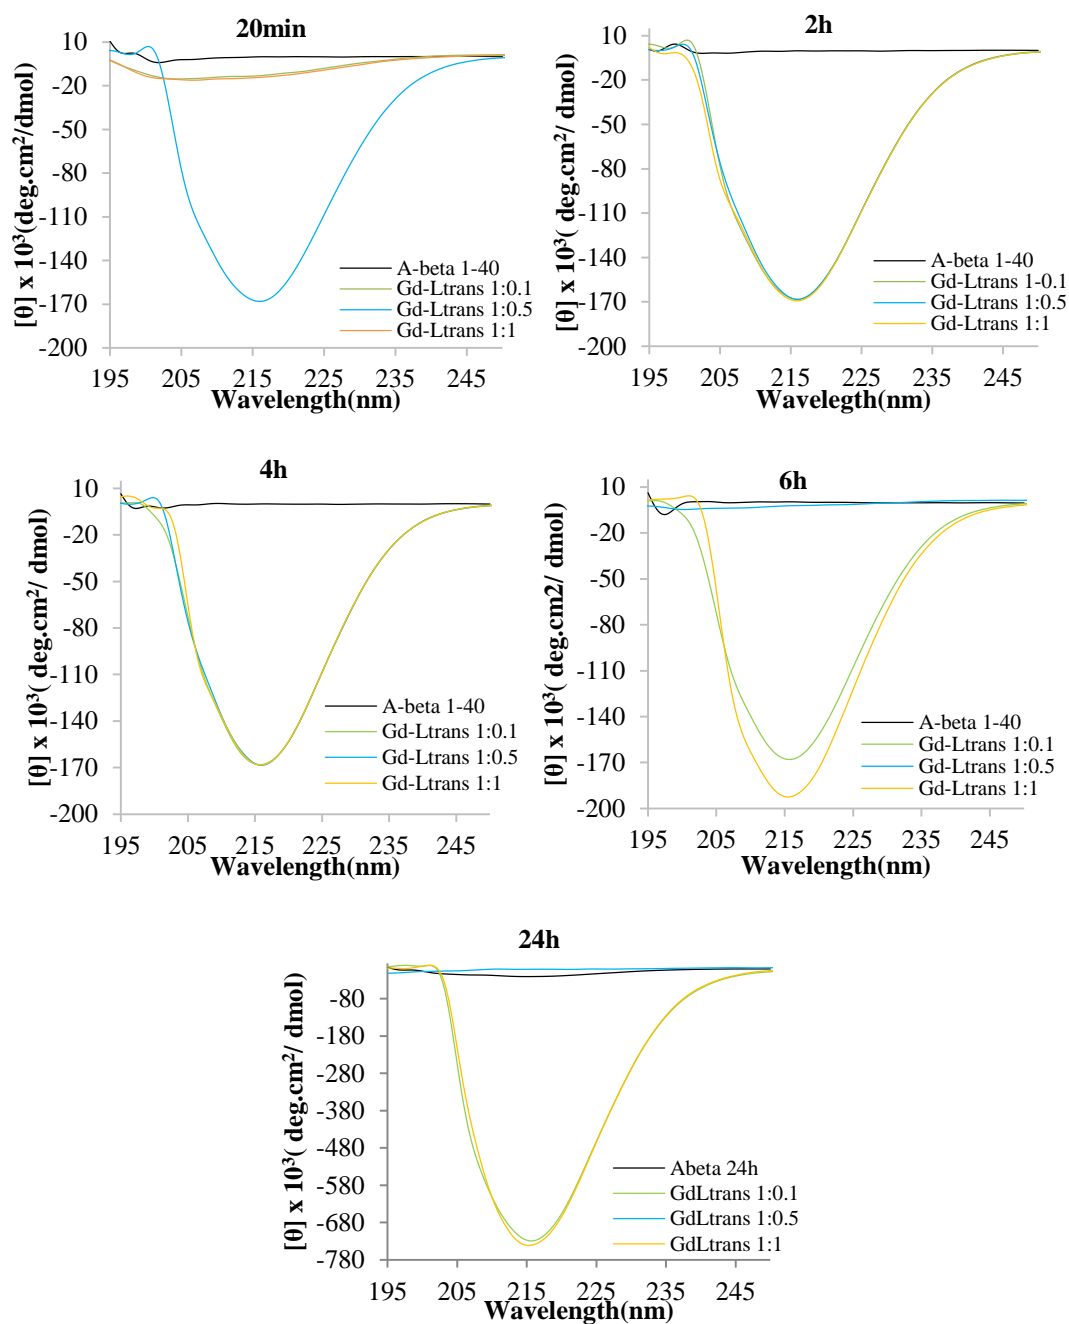 20min
[θ] x 10³(deg.cm²/dmol)
10
-20
-50
-80
-110
-140
-170
-200
A-beta 1-40
Gd-Ltrans 1:0.1
Gd-Ltrans 1:0.5
Gd-Ltrans 1:1
195 205 215 225 235 245
Wavelength(nm)
2h
[θ] x 10³( deg.cm²/ dmol)
10
-20
-50
-80
-110
-140
-170
-200
A-beta 1-40
Gd-Ltrans 1-0.1
Gd-Ltrans 1:0.5
Gd-Ltrans 1:1
195 205 215 225 235 245
Wavelegth(nm)
4h
[θ] x 10³( deg.cm²/ dmol)
10
-20
-50
-80
-110
-140
-170
-200
A-beta 1-40
Gd-Ltrans 1:0.1
Gd-Ltrans 1:0.5
Gd-Ltrans 1:1
195 205 215 225 235 245
Wavelength(nm)
6h
[θ] x 10³( deg.cm2/ dmol)
10
-20
-50
-80
-110
-140
-170
-200
A-beta 1-40
Gd-Ltrans 1:0.1
Gd-Ltrans 1:0.5
Gd-Ltrans 1:1
195 205 215 225 235 245
Wavelength(nm)
24h
[θ] x 10³( deg.cm²/ dmol)
-80
-180
-280
-380
-480
-580
-680
-780
Abeta 24h
GdLtrans 1:0.1
GdLtrans 1:0.5
GdLtrans 1:1
195 205 215 225 235 245
Wavelength(nm)